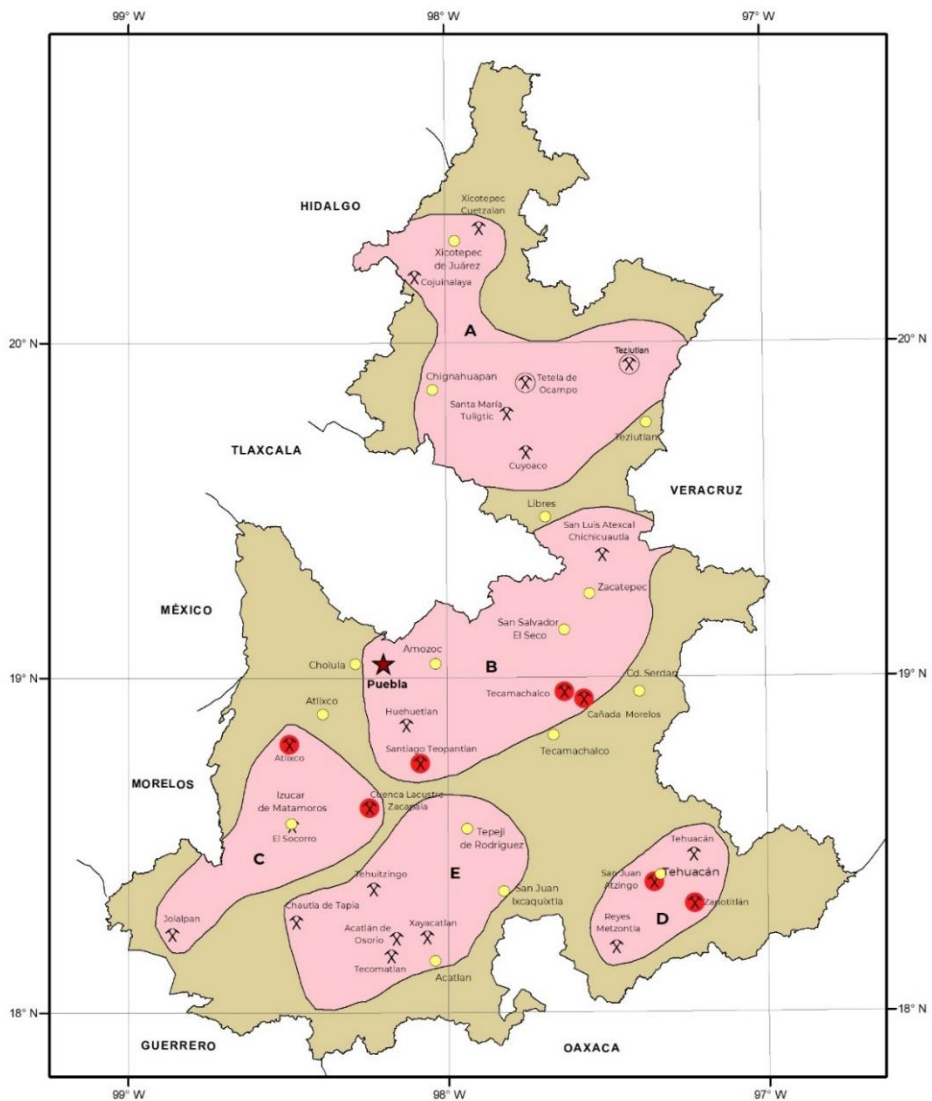 99° W
98° W
97° W
HIDALGO
Xicotepec
Cuetzalan
Xicotepec
de Juárez
Cojuinalaya
A
20° N
20° N
Teziutlan
Chignahuapan
Tetela de
Ocampo
Santa María
Tuligtic
TLAXCALA
Teziutlan
Cuyoaco
VERACRUZ
Libres
San Luis Atexcal
Chichicuautla
MÉXICO
Zacatepec
San Salvador
El Seco
Cholula
Amozoc
B
19° N
19° N
Puebla
Cd. Serdan
Tecamachalco
Atlixco
Huehuetlan
Cañada Morelos
Santiago Teopantlan
Tecamachalco
Atlixco
MORELOS
Izucar
de Matamoros
Cuenca Lacustre
Zacapala
El Socorro
Tepeji
de Rodriguez
Tehuacán
C
E
Tehuitzingo
San Juan
Atzingo
Tehuacán
San Juan
Ixcaquixtla
Zapotitlán
Chautla de Tapia
Jolalpan
Acatlán de
Osorio
Xayacatlan
Reyes
Metzontla
D
Tecomatlan
Acatlan
18° N
18° N
GUERRERO
OAXACA
99° W
98° W
97° W